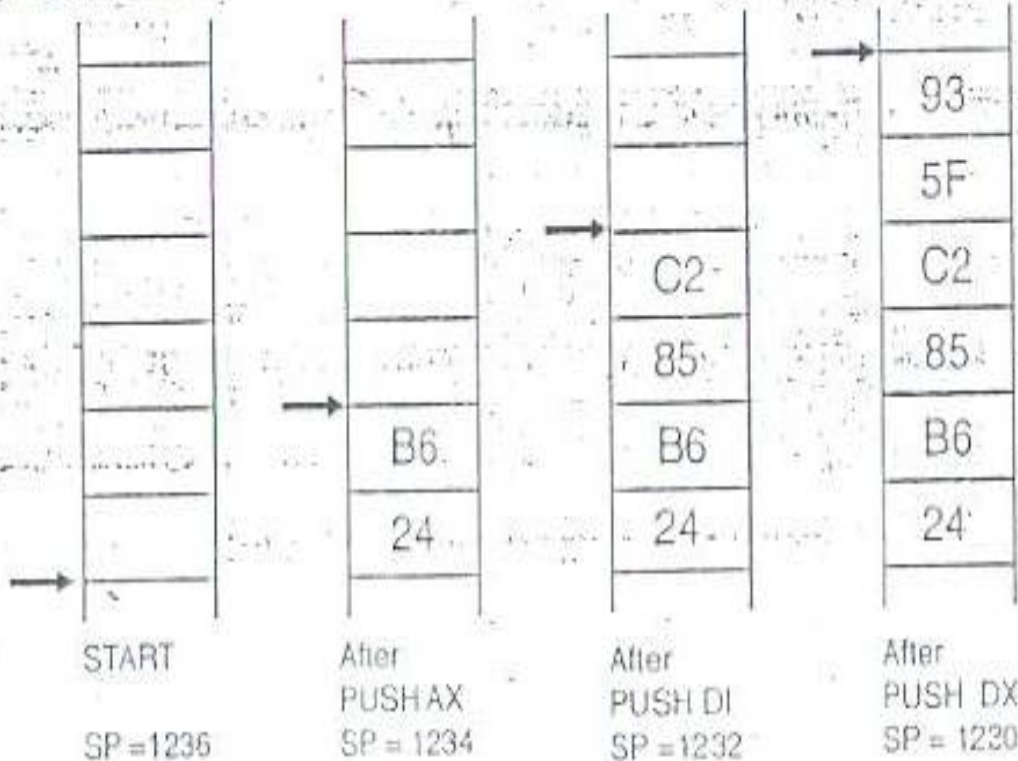 93
5F
C2
C2
85
85
B6
B6
B6
24
24
24
START
After
After
After
PUSH AX
PUSH DI
PUSH DX
SP = 1236
SP = 1234
SP = 1232
SP = 1230